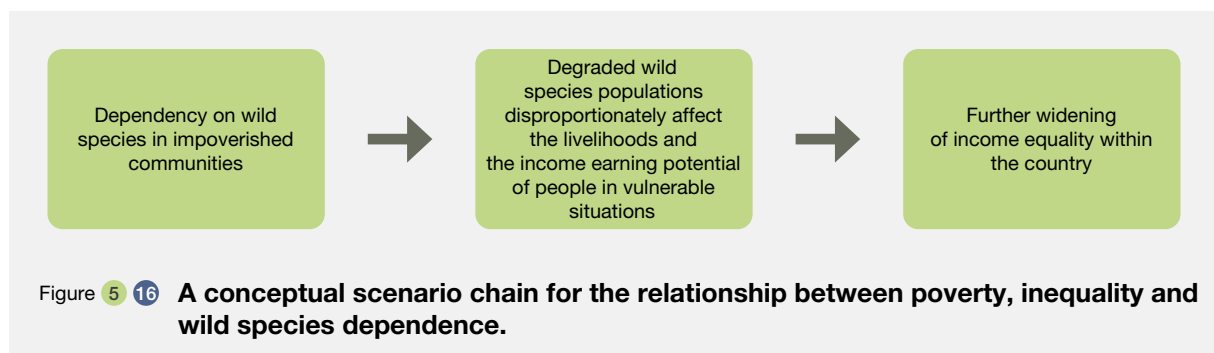 Dependency on wild
species in impoverished
communities
Degraded wild
species populations
disproportionately affect
the livelihoods and
the income earning potential
of people in vulnerable
situations
Further widening
of income equality within
the country
Figure 5 16 A conceptual scenario chain for the relationship between poverty, inequality and
wild species dependence.